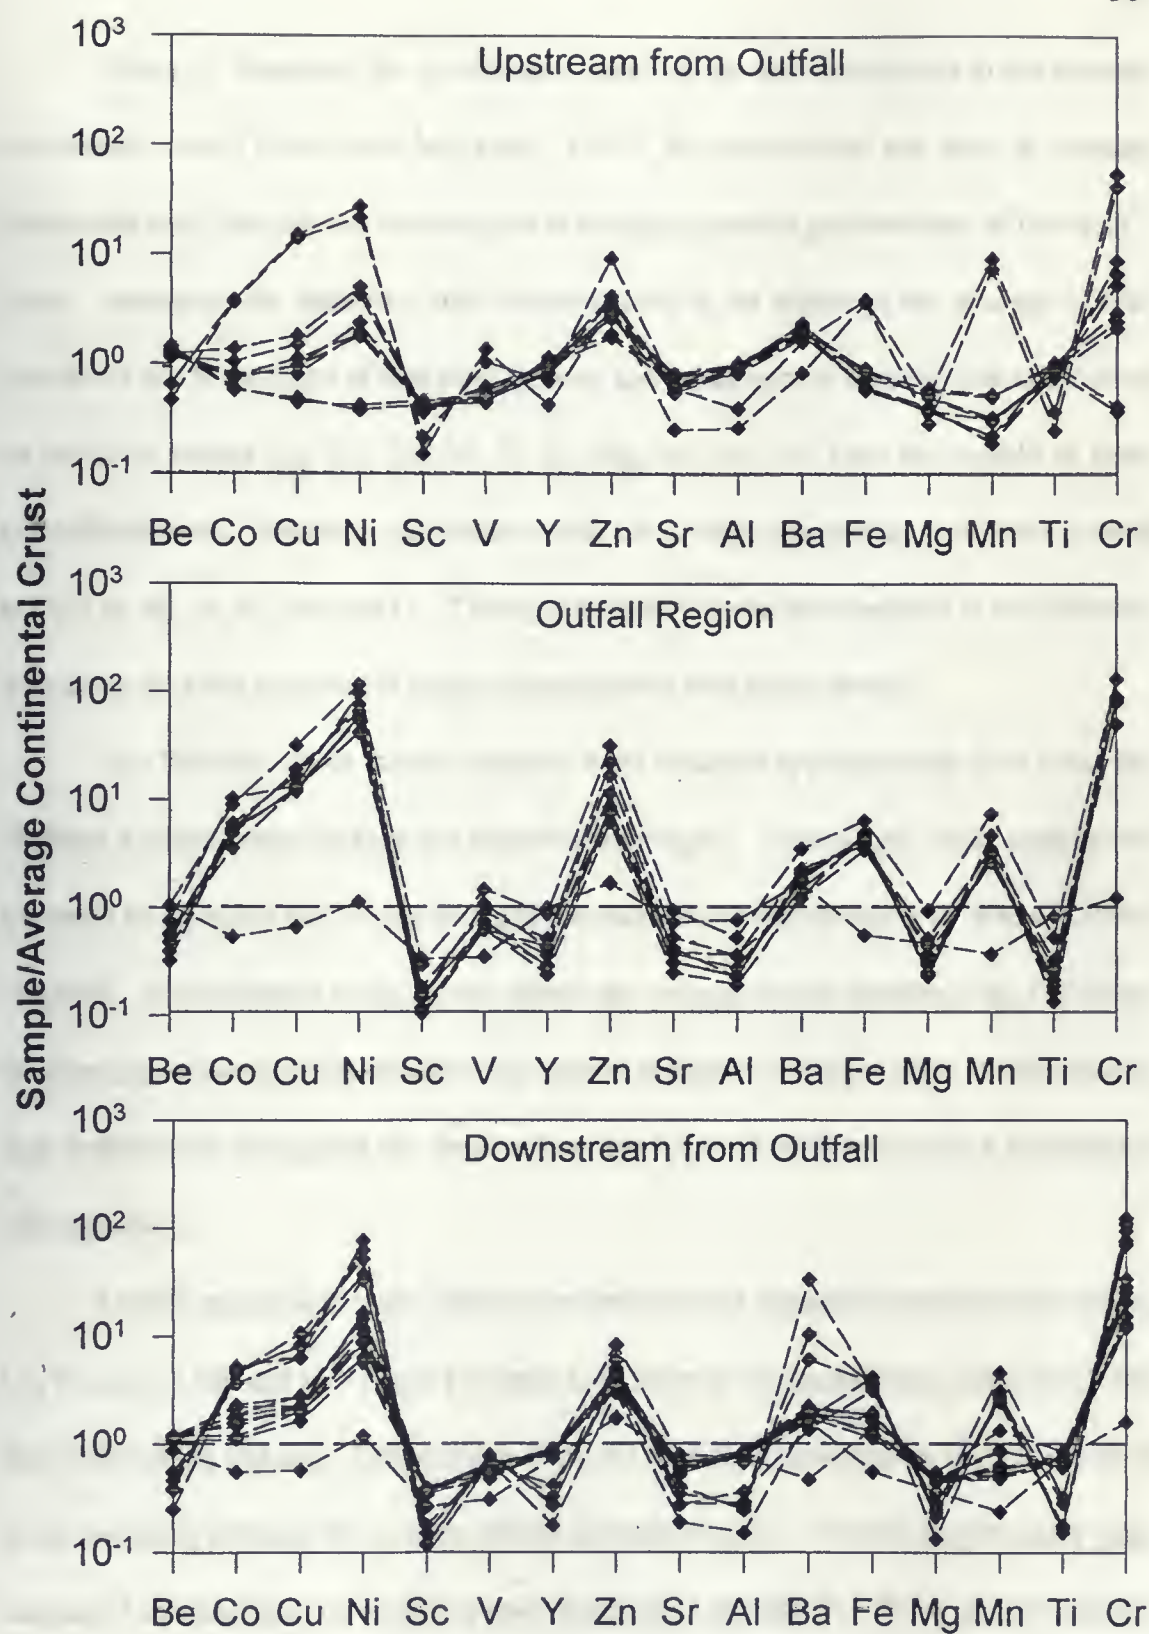 Sample/Average Continental Crust
Upstream from Outfall
10³
10²
10¹
10⁰
10⁻¹
Be Co Cu Ni Sc V Y Zn Sr Al Ba Fe Mg Mn Ti Cr
Outfall Region
10³
10²
10¹
10⁰
10⁻¹
Be Co Cu Ni Sc V Y Zn Sr Al Ba Fe Mg Mn Ti Cr
Downstream from Outfall
10³
10²
10¹
10⁰
10⁻¹
Be Co Cu Ni Sc V Y Zn Sr Al Ba Fe Mg Mn Ti Cr